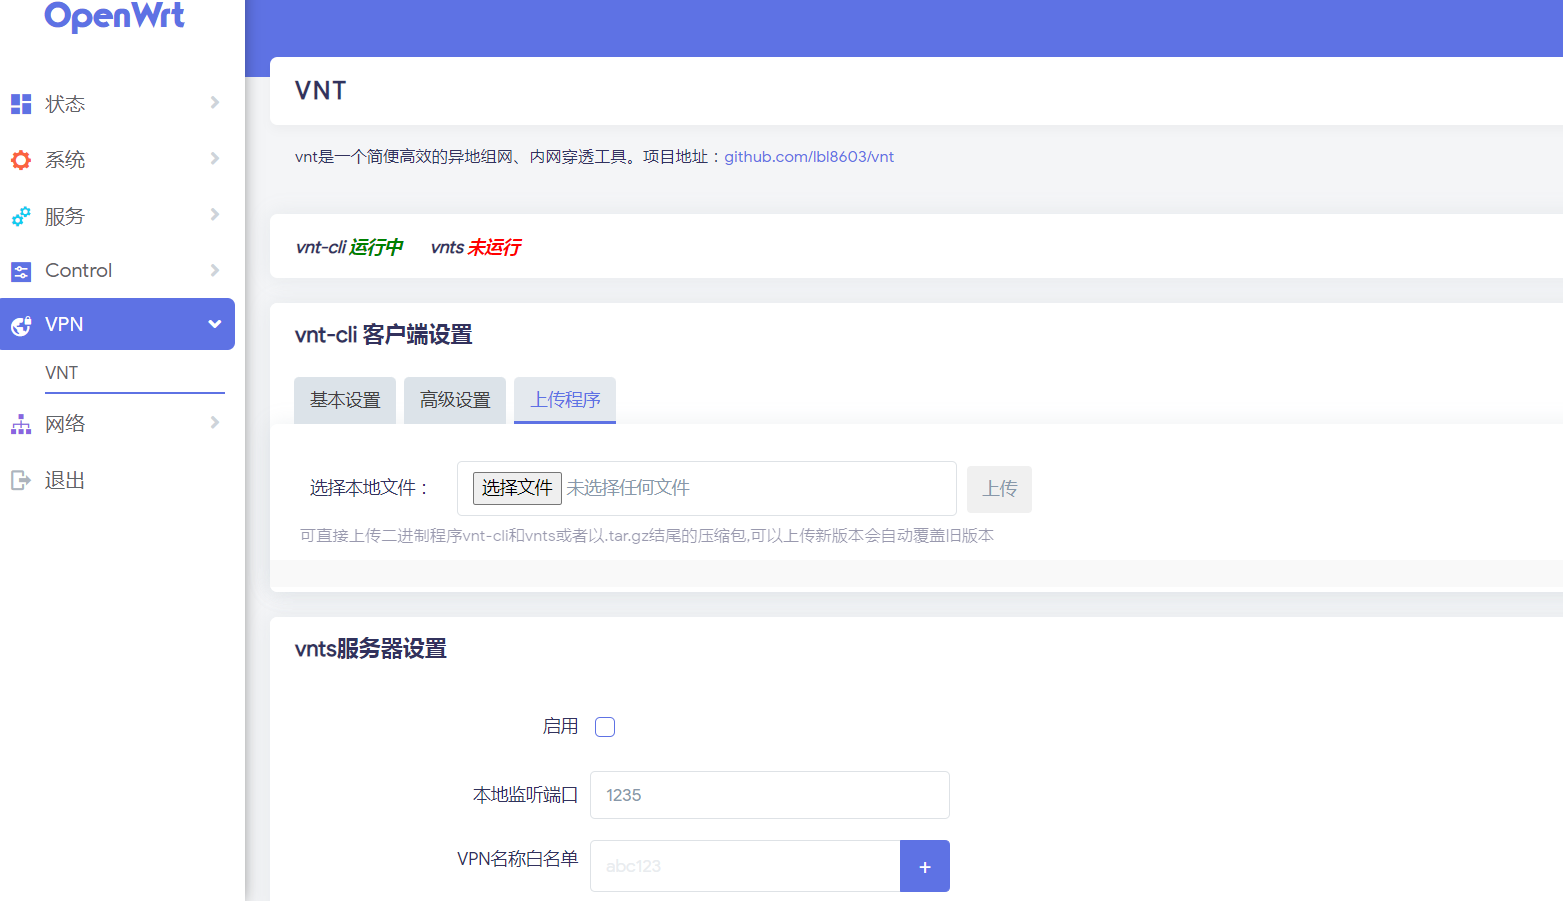 OpenWrt
状态
系统
服务
Control
VPN
VNT
网络
退出
VNT
vnt是一个简便高效的异地组网、内网穿透工具。项目地址：github.com/lbl8603/vnt
vnt-cli 运行中 vnts 未运行
vnt-cli 客户端设置
基本设置 高级设置 上传程序
选择本地文件： 选择文件 未选择任何文件 上传
可直接上传二进制程序vnt-cli和vnts或者以.tar.gz结尾的压缩包,可以上传新版本会自动覆盖旧版本
vnts服务器设置
启用
本地监听端口 1235
VPN名称白名单 abc123 +